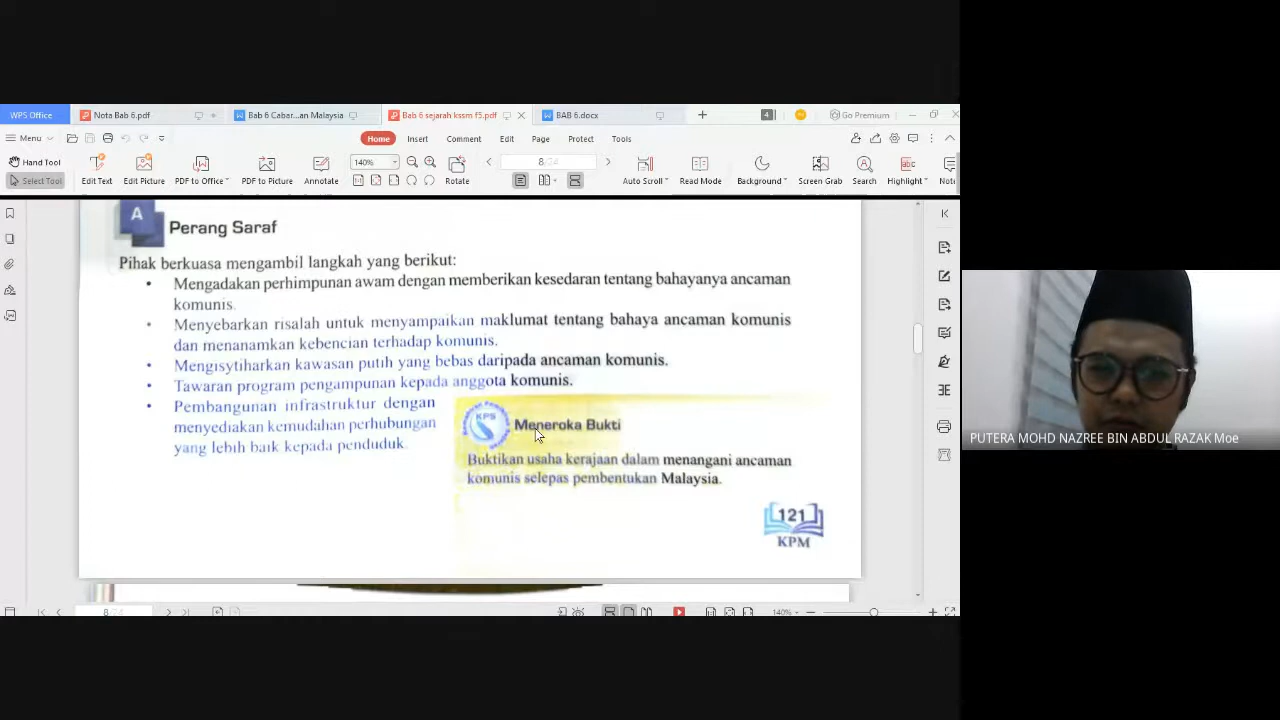 WPS Office
Nota Bab 6.pdf
Bab 6 Cabar...an Malaysia
Bab 6 sejarah kssm f5.pdf
BAB 6.docx
4
Go Premium
Menu
Home
Insert
Comment
Edit
Page
Protect
Tools
Hand Tool
Select Tool
Edit Text
Edit Picture
PDF to Office
PDF to Picture
Annotate
140%
Rotate
8/24
Auto Scroll
Read Mode
Background
Screen Grab
Search
Highlight
A
Perang Saraf
Pihak berkuasa mengambil langkah yang berikut:
• Mengadakan perhimpunan awam dengan memberikan kesedaran tentang bahayanya ancaman
komunis.
• Menyebarkan risalah untuk menyampaikan maklumat tentang bahaya ancaman komunis
dan menanamkan kebencian terhadap komunis.
• Mengisytiharkan kawasan putih yang bebas daripada ancaman komunis.
• Tawaran program pengampunan kepada anggota komunis.
• Pembangunan infrastruktur dengan
menyediakan kemudahan perhubungan
yang lebih baik kepada penduduk.
KPS
Meneroka Bukti
Buktikan usaha kerajaan dalam menangani ancaman
komunis selepas pembentukan Malaysia.
121
KPM
PUTERA MOHD NAZREE BIN ABDUL RAZAK Moe
8/24
140%